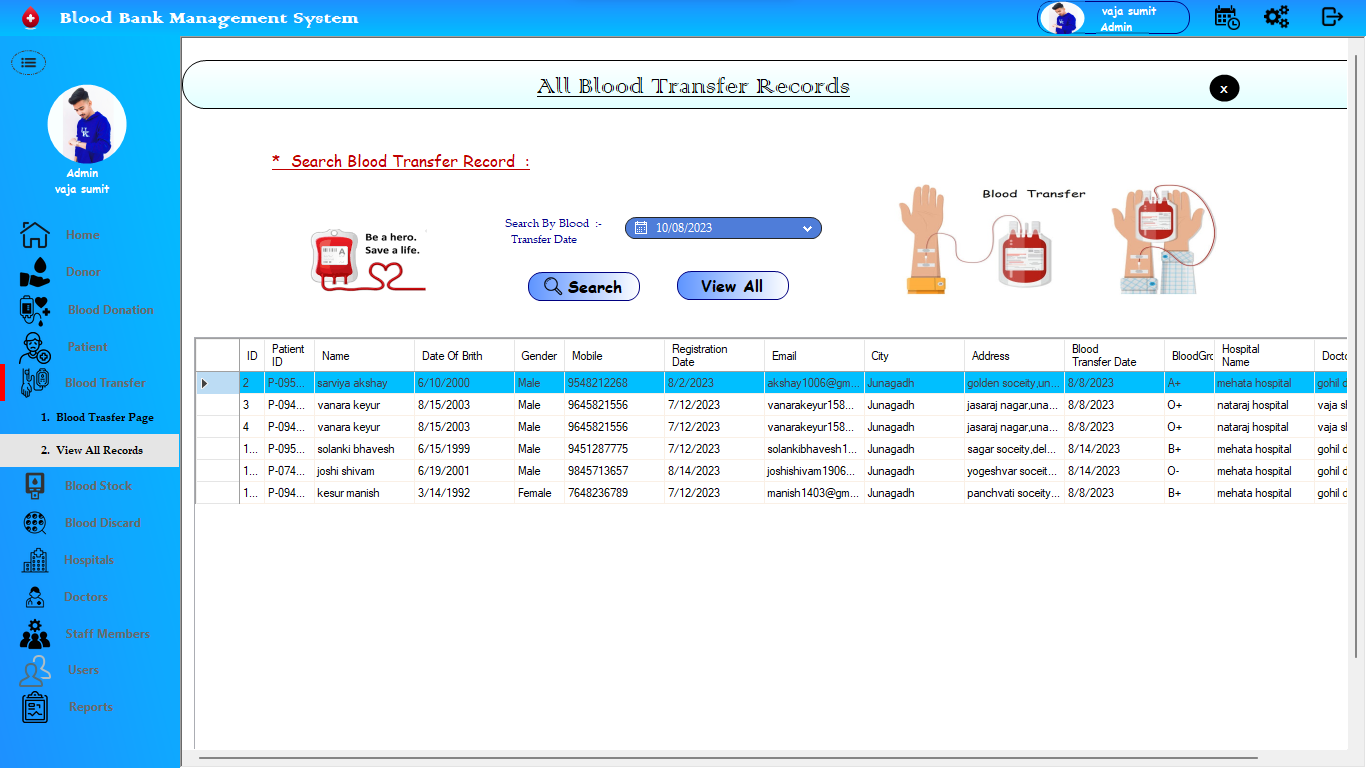 Blood Bank Management System
vaja sumit
Admin
All Blood Transfer Records
x
Admin
vaja sumit
* Search Blood Transfer Record :
Be a hero.
Save a life.
A
Search By Blood :-
Transfer Date
10/08/2023
Blood Transfer
Search
View All
Home
Donor
Blood Donation
Patient
Blood Transfer
1. Blood Trasfer Page
2. View All Records
Blood Stock
Blood Discard
Hospitals
Doctors
Staff Members
Users
Reports
ID Patient ID Name Date Of Brith Gender Mobile Registration Date Email City Address Blood Transfer Date BloodGro Hospital Name Docto
2 P-095... sarviya akshay 6/10/2000 Male 9548212268 8/2/2023 akshay1006@gm... Junagadh golden soceity,un... 8/8/2023 A+ mehata hospital gohil d
3 P-094... vanara keyur 8/15/2003 Male 9645821556 7/12/2023 vanarakeyur158... Junagadh jasaraj nagar,una... 8/8/2023 O+ nataraj hospital vaja sl
4 P-094... vanara keyur 8/15/2003 Male 9645821556 7/12/2023 vanarakeyur158... Junagadh jasaraj nagar,una... 8/8/2023 O+ nataraj hospital vaja sl
1... P-095... solanki bhavesh 6/15/1999 Male 9451287775 8/14/2023 solankibhavesh1... Junagadh sagar soceity,del... 8/14/2023 B+ mehata hospital gohil d
1... P-074... joshi shivam 6/19/2001 Male 9845713657 8/14/2023 joshishivam1906... Junagadh yogeshvar soceit... 8/14/2023 O- mehata hospital gohil d
1... P-094... kesur manish 3/14/1992 Female 7648236789 7/12/2023 manish1403@gm... Junagadh panchvati soceity... 8/8/2023 B+ mehata hospital gohil d